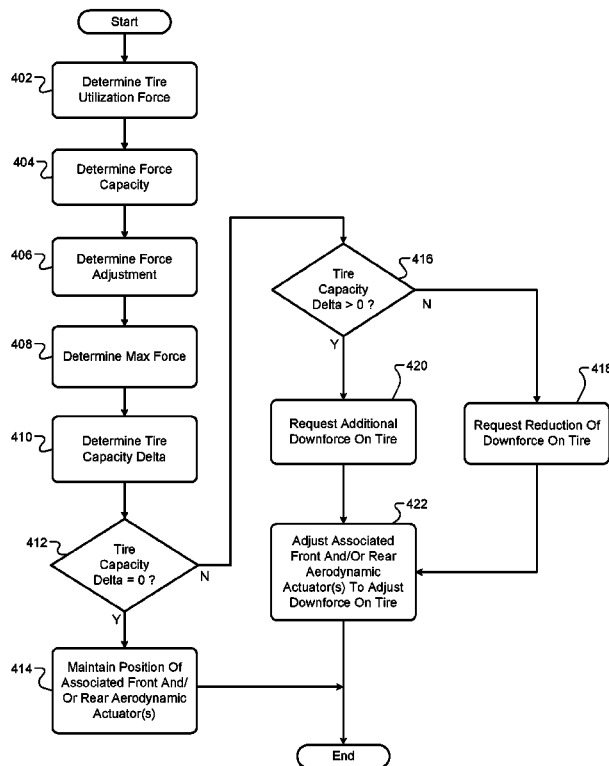 Start
402
Determine Tire
Utilization Force
404
Determine Force
Capacity
406
Determine Force
Adjustment
408
Determine Max Force
410
Determine Tire
Capacity Delta
412
Tire
Capacity
Delta = 0 ?
N
Y
414
Maintain Position Of
Associated Front And/
Or Rear Aerodynamic
Actuator(s)
416
Tire
Capacity
Delta > 0 ?
N
Y
420
Request Additional
Downforce On Tire
418
Request Reduction Of
Downforce On Tire
422
Adjust Associated
Front And/Or Rear
Aerodynamic
Actuator(s) To Adjust
Downforce On Tire
End